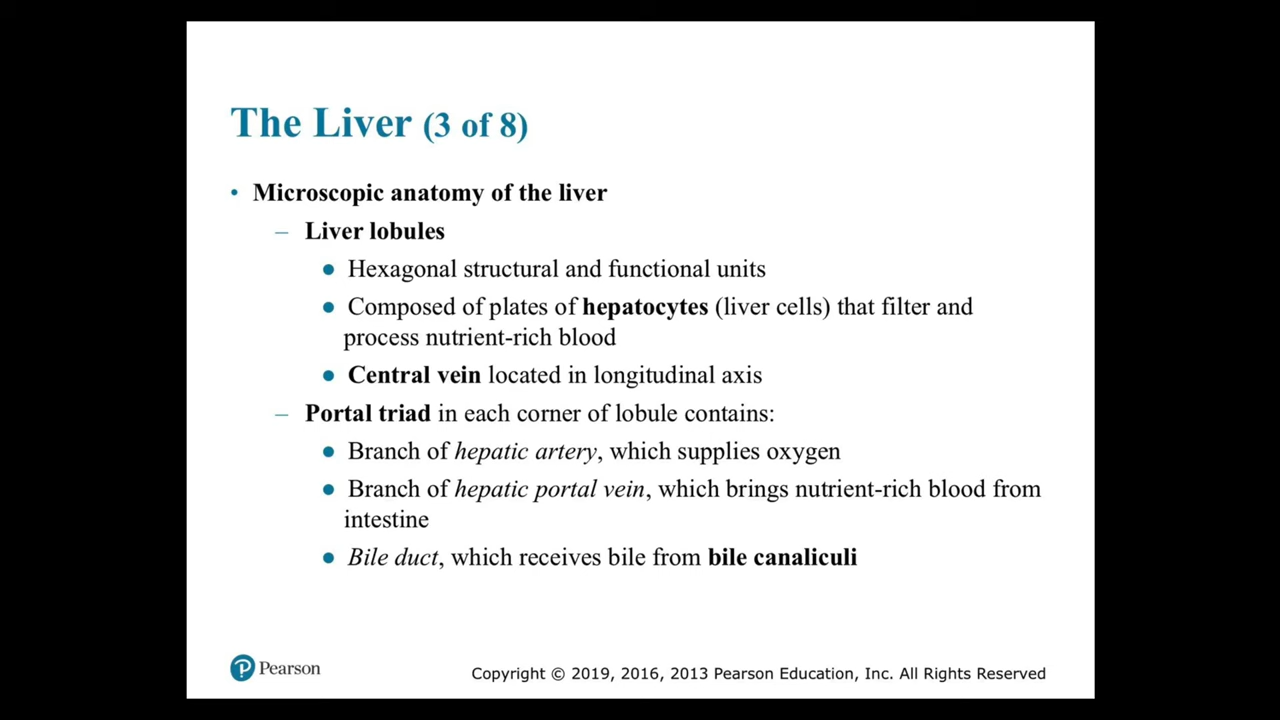 The Liver (3 of 8)
• Microscopic anatomy of the liver
– Liver lobules
● Hexagonal structural and functional units
● Composed of plates of hepatocytes (liver cells) that filter and
process nutrient-rich blood
● Central vein located in longitudinal axis
– Portal triad in each corner of lobule contains:
● Branch of hepatic artery, which supplies oxygen
● Branch of hepatic portal vein, which brings nutrient-rich blood from
intestine
● Bile duct, which receives bile from bile canaliculi
P Pearson
Copyright © 2019, 2016, 2013 Pearson Education, Inc. All Rights Reserved